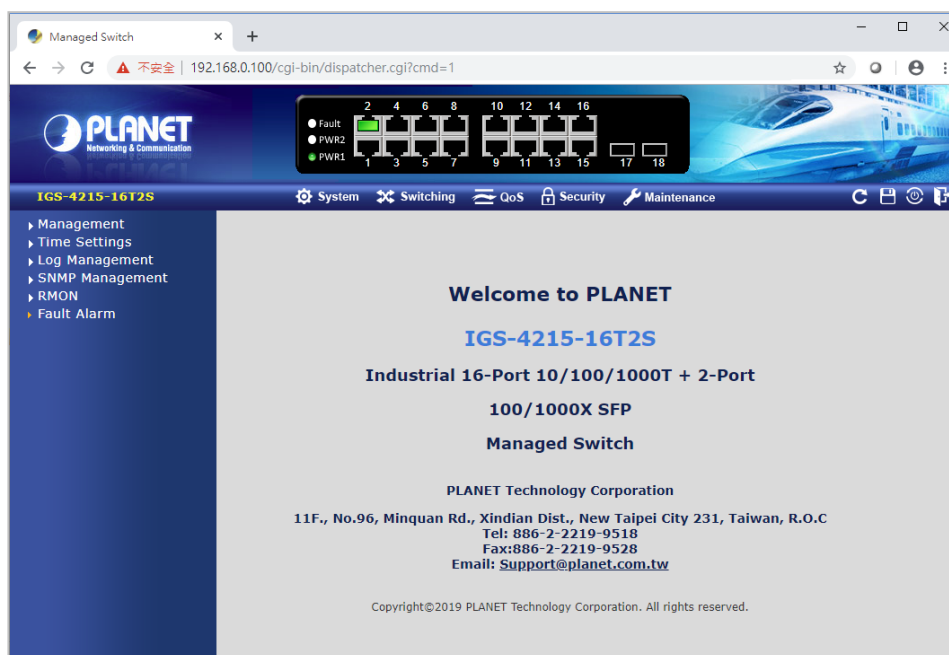 Managed Switch
不安全 | 192.168.0.100/cgi-bin/dispatcher.cgi?cmd=1
PLANET
Networking & Communication
2 4 6 8 10 12 14 16
Fault
PWR2
PWR1
1 3 5 7 9 11 13 15 17 18
IGS-4215-16T2S
System Switching QoS Security Maintenance
Management
Time Settings
Log Management
SNMP Management
RMON
Fault Alarm
Welcome to PLANET
IGS-4215-16T2S
Industrial 16-Port 10/100/1000T + 2-Port
100/1000X SFP
Managed Switch
PLANET Technology Corporation
11F., No.96, Minquan Rd., Xindian Dist., New Taipei City 231, Taiwan, R.O.C
Tel: 886-2-2219-9518
Fax:886-2-2219-9528
Email: Support@planet.com.tw
Copyright©2019 PLANET Technology Corporation. All rights reserved.